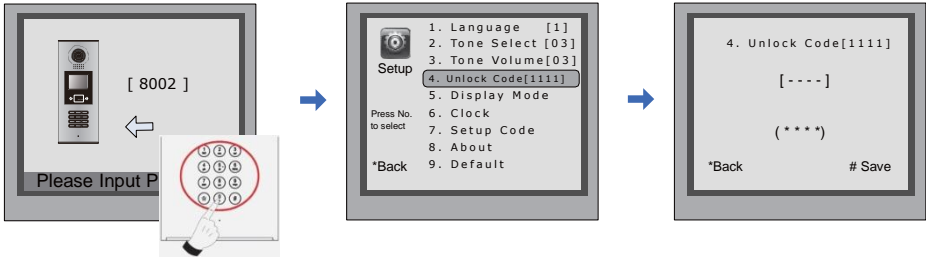 [ 8002 ]
Please Input P
Setup
Press No.
to select
*Back
1. Language [1]
2. Tone Select [03]
3. Tone Volume[03]
4. Unlock Code[1111]
5. Display Mode
6. Clock
7. Setup Code
8. About
9. Default
4. Unlock Code[1111]
[----]
(****)
*Back # Save